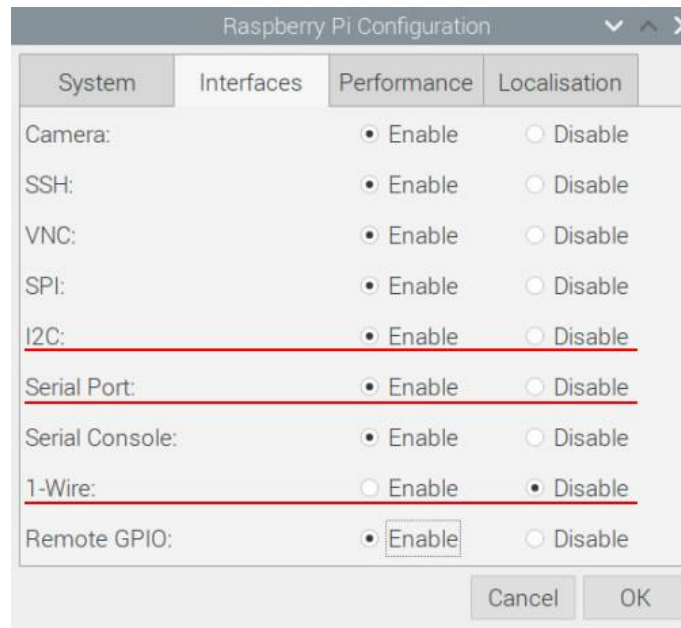 Raspberry Pi Configuration
System Interfaces Performance Localisation
Camera: Enable Disable
SSH: Enable Disable
VNC: Enable Disable
SPI: Enable Disable
I2C: Enable Disable
Serial Port: Enable Disable
Serial Console: Enable Disable
1-Wire: Enable Disable
Remote GPIO: Enable Disable
Cancel OK